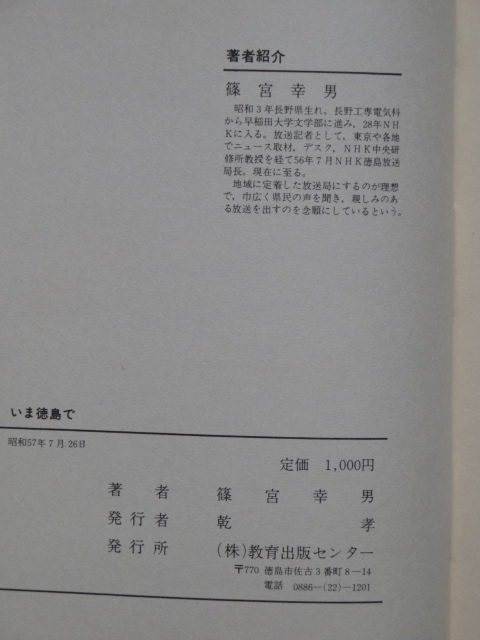 著者紹介
篠宮幸男
昭和3年長野県生れ、長野工専電気科
から早稲田大学文学部に進み、28年NH
Kに入る。放送記者として、東京や各地
でニュース取材、デスク、NHK中央研
修所教授を経て56年7月NHK徳島放送
局長。現在に至る。
地域に定着した放送局にするのが理想
で、巾広く県民の声を聞き、親しみのあ
る放送を出すのを念願にしているという。
いま徳島で
昭和57年7月26日
定価 1,000円
著者 篠宮幸男
発行者 乾孝
発行所 (株)教育出版センター
〒770 徳島市佐古3番町8-14
電話 0886-(22)-1201